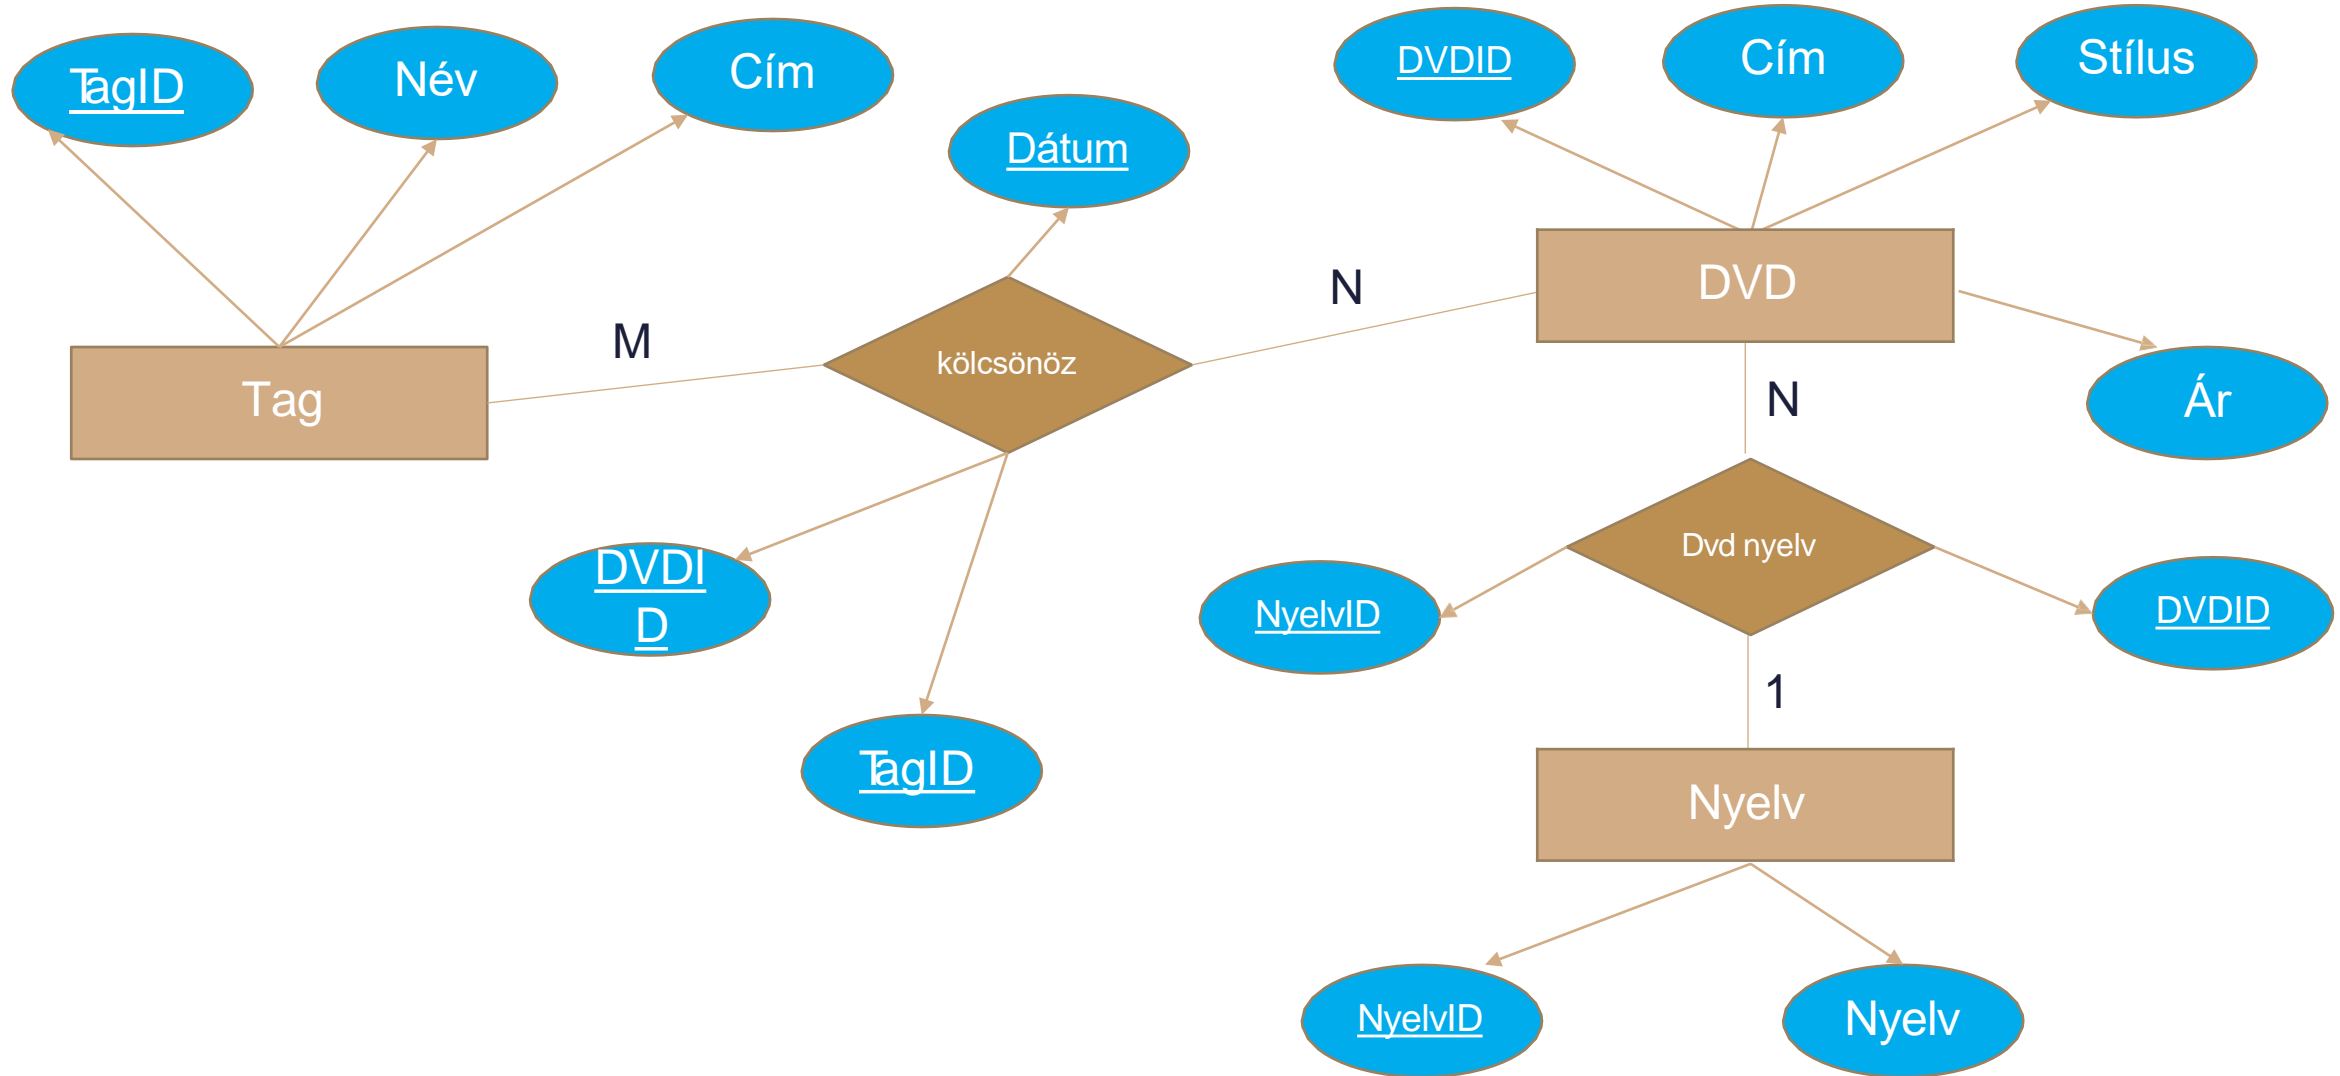 TagID
Név
Cím
Dátum
DVDID
Cím
Stílus
Tag
M
kölcsönöz
N
DVD
Ár
N
DVDI
D
TagID
Dvd nyelv
NyelvID
DVDID
1
Nyelv
NyelvID
Nyelv